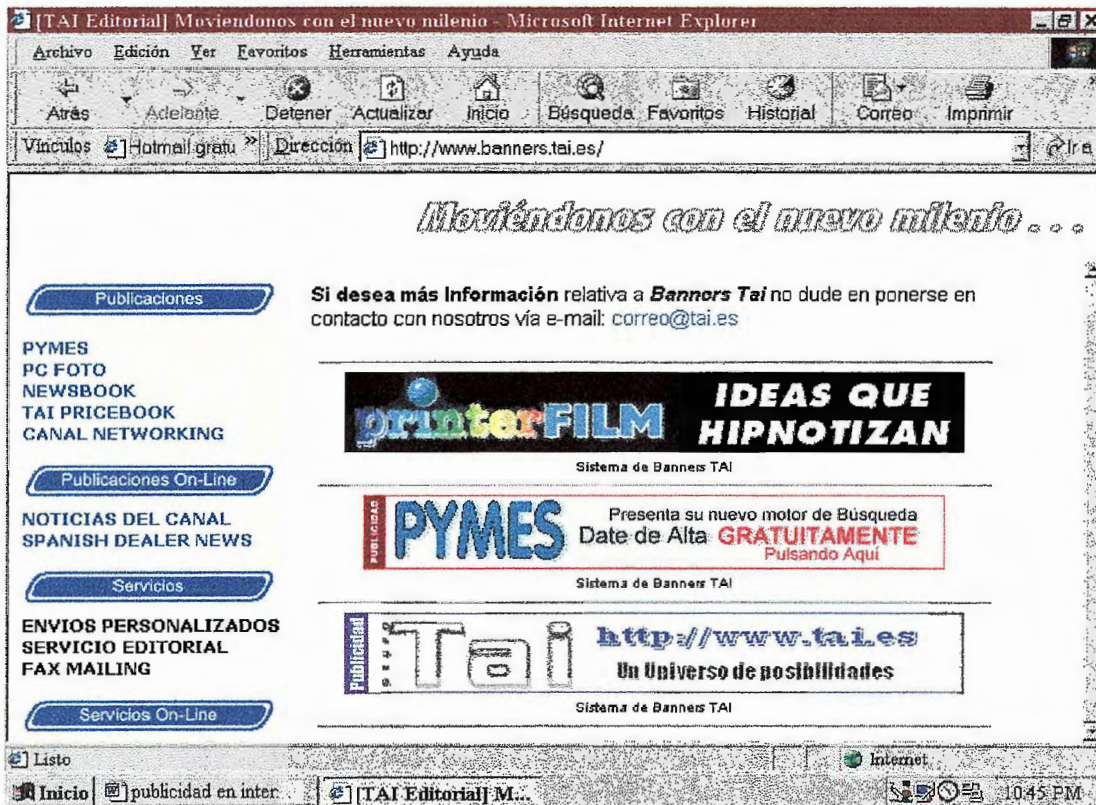 [TAI Editorial] Moviendonos con el nuevo milenio - Microsoft Internet Explorer
Archivo Edición Ver Favoritos Herramientas Ayuda
Atrás Adelante Detener Actualizar Inicio Búsqueda Favoritos Historial Correo Imprimir »
Vínculos Hotmail gratu » Dirección http://www.banners.tai.es/ Ir a
Moviéndonos con el nuevo milenio . . .
Publicaciones
PYMES
PC FOTO
NEWSBOOK
TAI PRICEBOOK
CANAL NETWORKING
Publicaciones On-Line
NOTICIAS DEL CANAL
SPANISH DEALER NEWS
Servicios
ENVIOS PERSONALIZADOS
SERVICIO EDITORIAL
FAX MAILING
Servicios On-Line
Si desea más Información relativa a Banners Tai no dude en ponerse en
contacto con nosotros vía e-mail: correo@tai.es
printerFILM
IDEAS QUE
HIPNOTIZAN
Sistema de Banners TAI
PUBLICIDAD
PYMES
Presenta su nuevo motor de Búsqueda
Date de Alta GRATUITAMENTE
Pulsando Aquí
Sistema de Banners TAI
Publicidad
Grupo
Tai
http://www.tai.es
Un Universo de posibilidades
Sistema de Banners TAI
Listo
Internet
Inicio publicidad en inter... [TAI Editorial] M... 10:45 PM